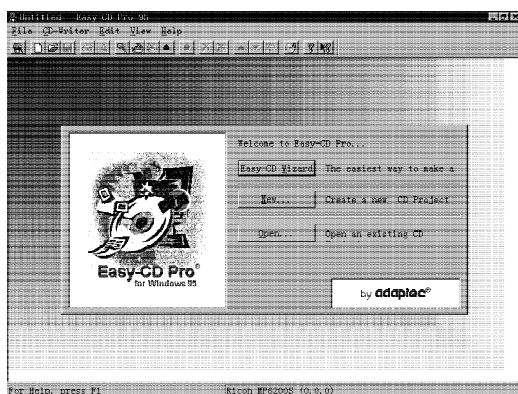 Untitled - Easy-CD Pro 95
File CD-Writer Edit View Help
Welcome to Easy-CD Pro...
Easy-CD Wizard The easiest way to make a
New... Create a new CD Project
Open... Open an existing CD
Easy-CD Pro®
for Windows 95
by adaptec®
For Help, press F1 Ricoh MP6200S (0.0.0)